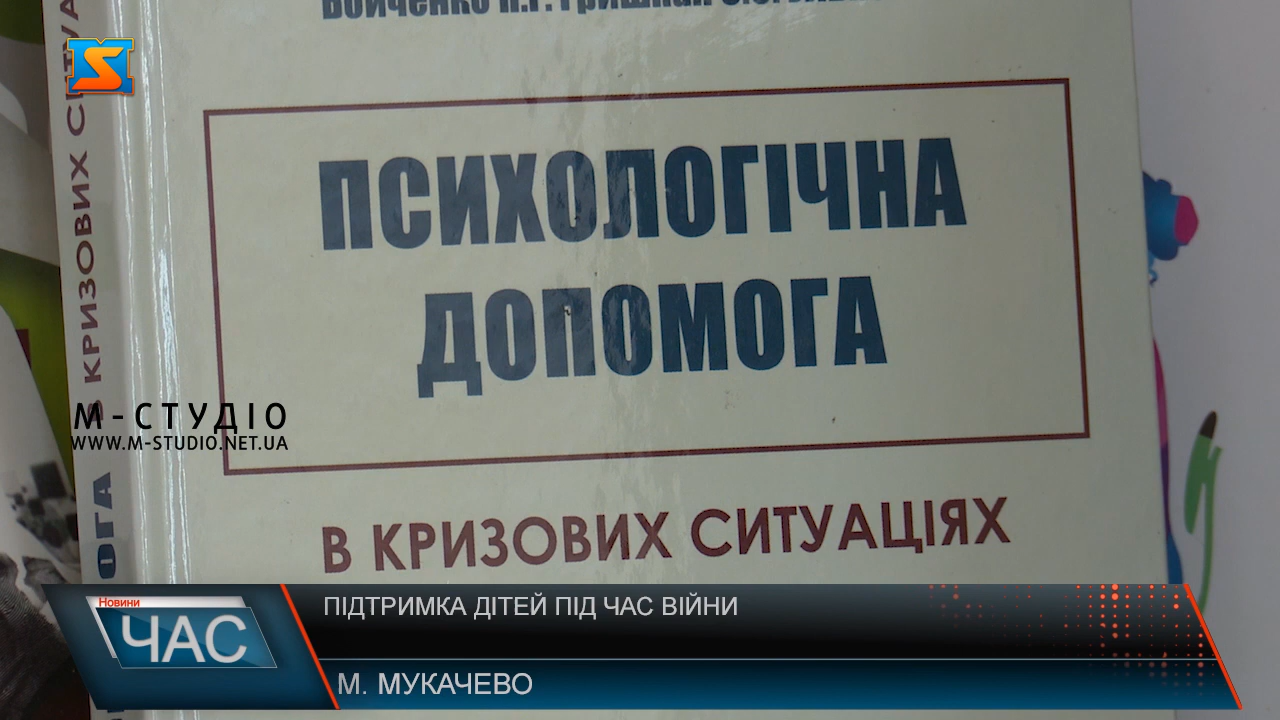 ПСИХОЛОГІЧНА
ДОПОМОГА
В КРИЗОВИХ СИТУАЦІЯХ
ОГА В КРИЗОВИХ
М-СТУДІО
WWW.M-STUDIO.NET.UA
Новини
ЧАС
ПІДТРИМКА ДІТЕЙ ПІД ЧАС ВІЙНИ
М. МУКАЧЕВО